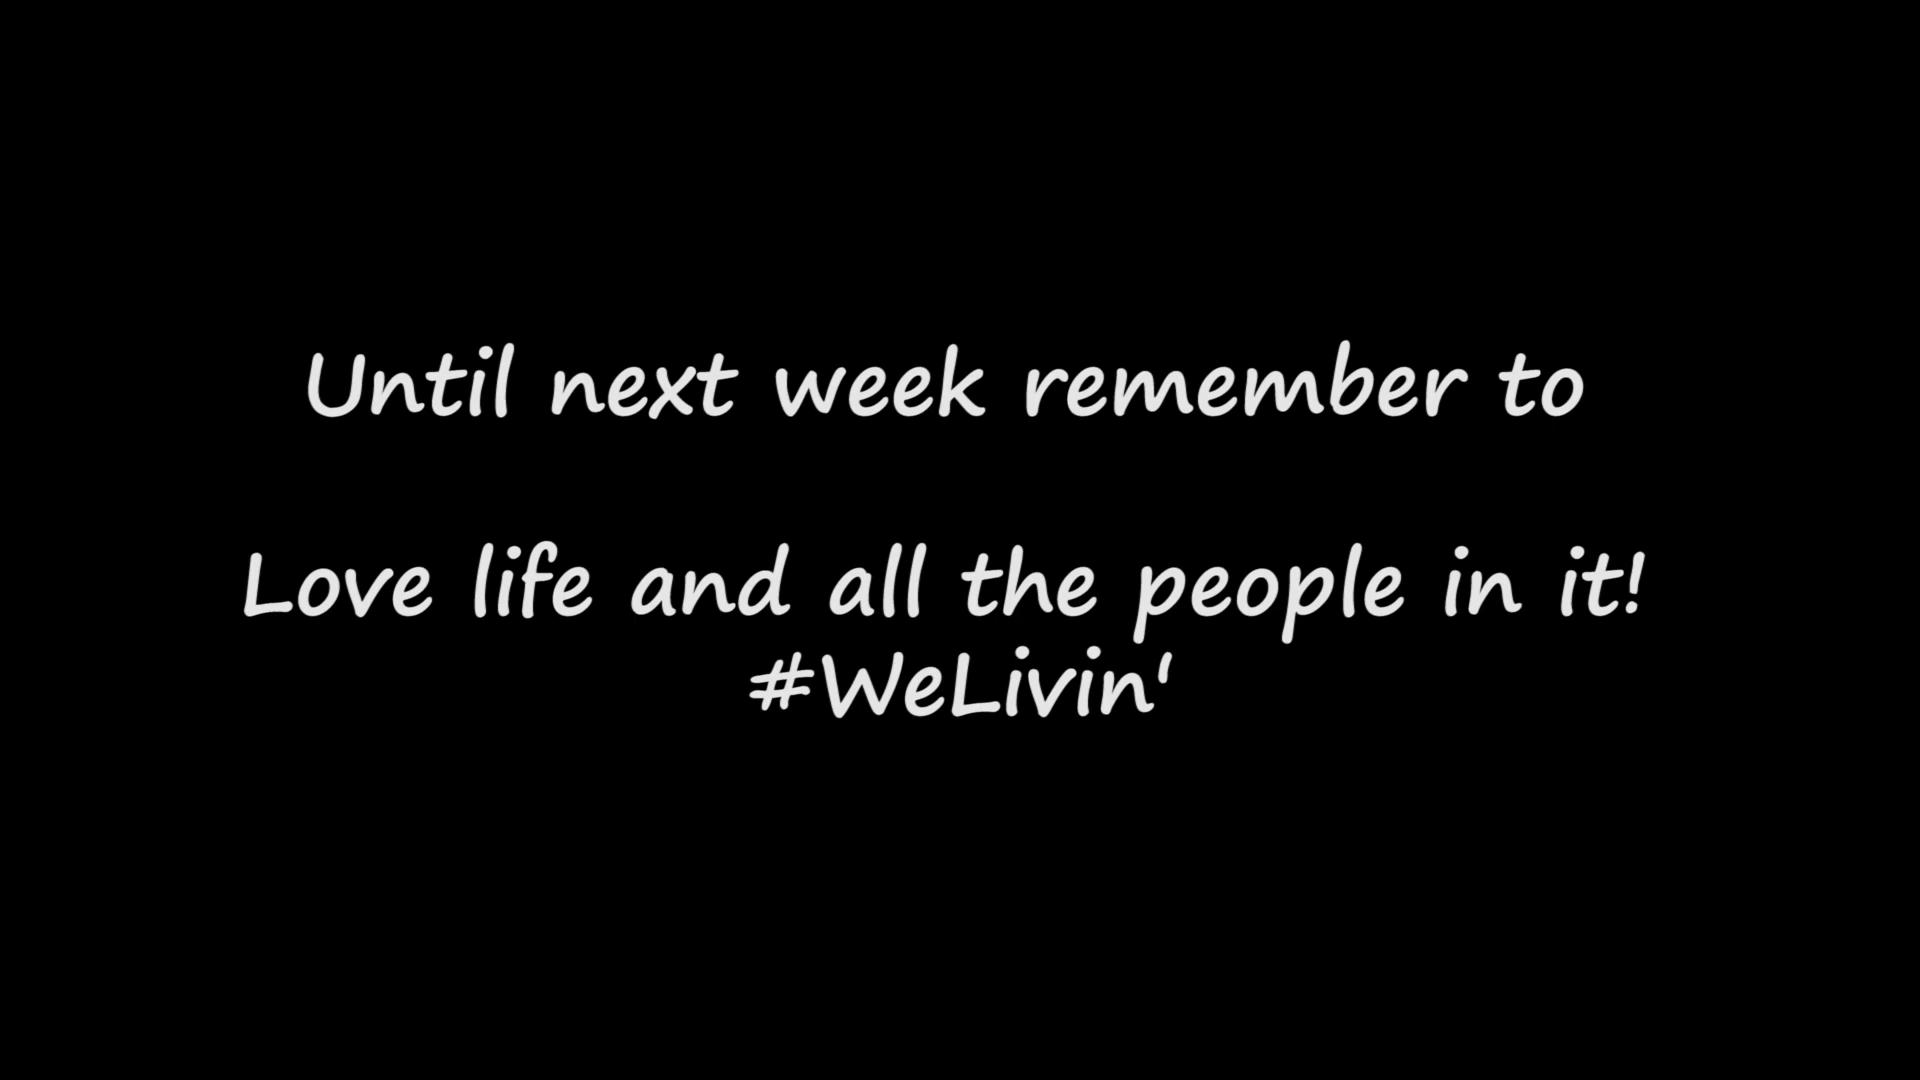 Until next week remember to
Love life and all the people in it!
#WeLivin'